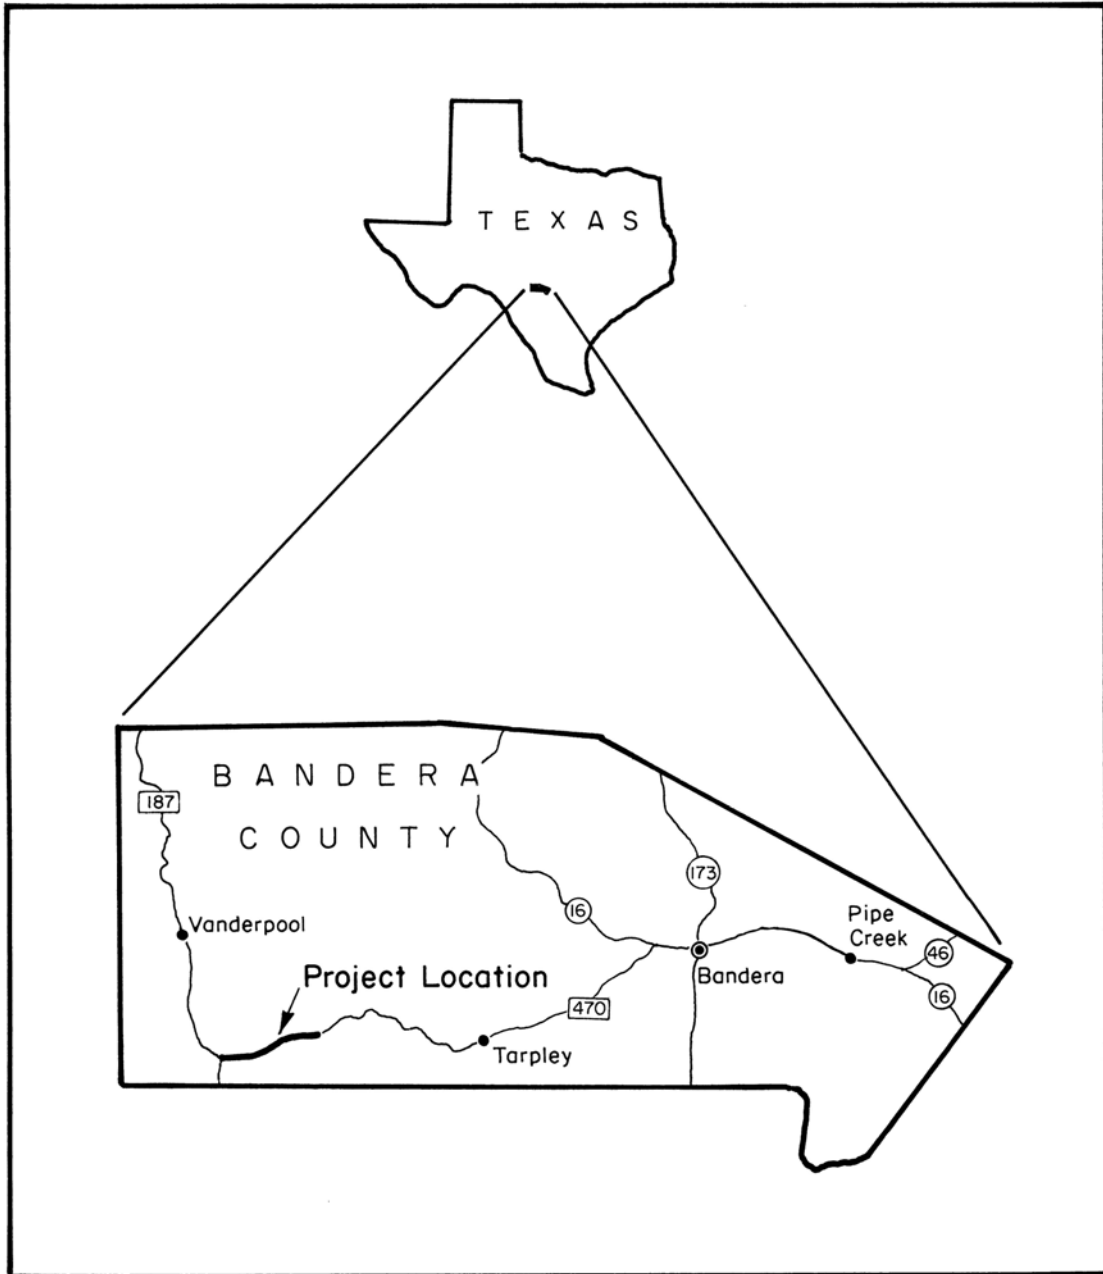 TEXAS
BANDERA
COUNTY
187
173
16
Vanderpool
Pipe
Creek
46
Project Location
Bandera
16
470
Tarpley